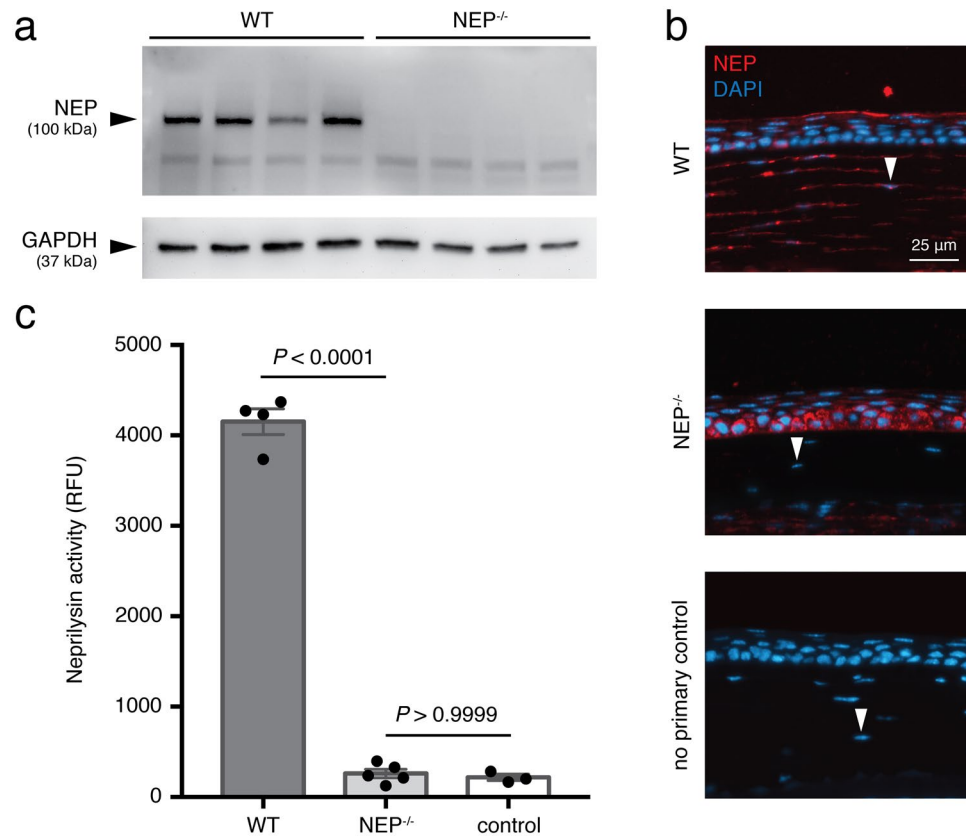 a
WT
NEP-/-
NEP
(100 kDa)
GAPDH
(37 kDa)
b
NEP
DAPI
WT
25 µm
NEP-/-
no primary control
c
Neprilysin activity (RFU)
5000
4000
3000
2000
1000
0
P < 0.0001
P > 0.9999
WT
NEP-/-
control